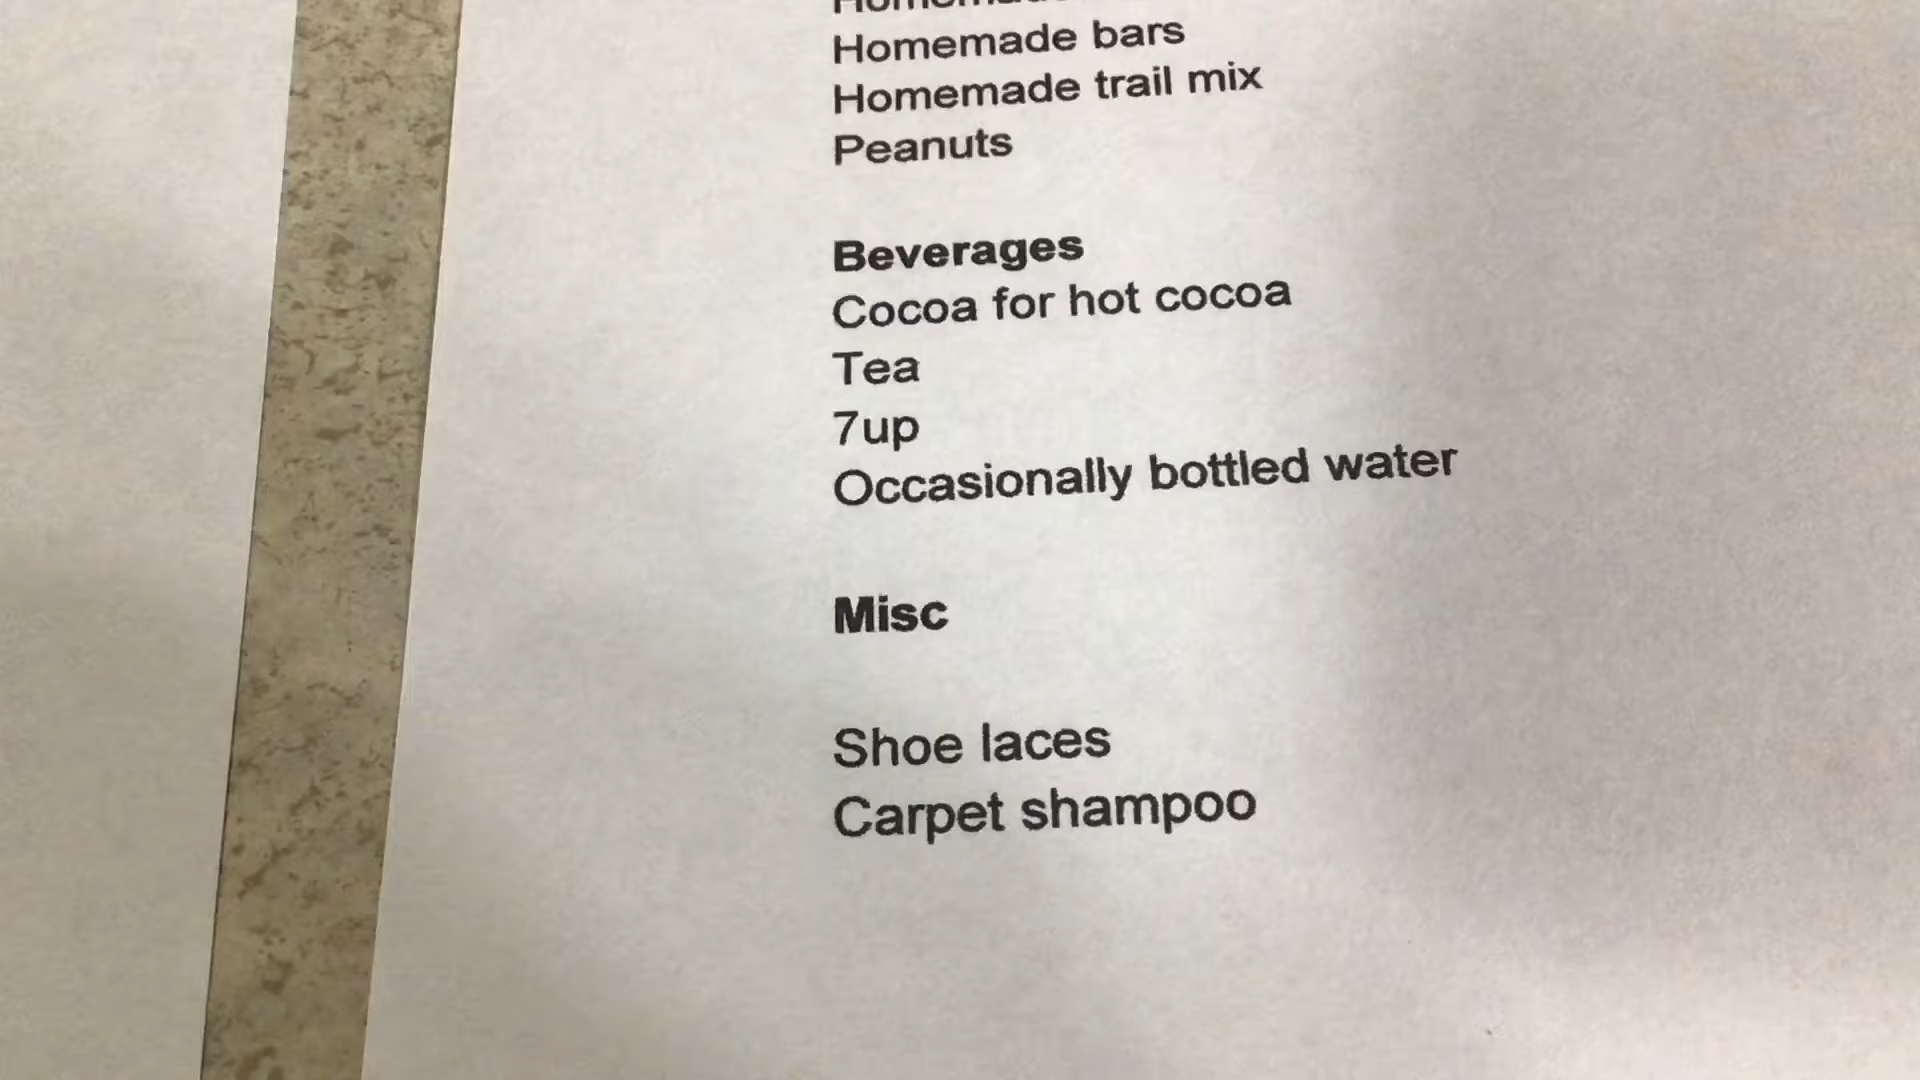 Homemade bars
Homemade trail mix
Peanuts
Beverages
Cocoa for hot cocoa
Tea
7up
Occasionally bottled water
Misc
Shoe laces
Carpet shampoo